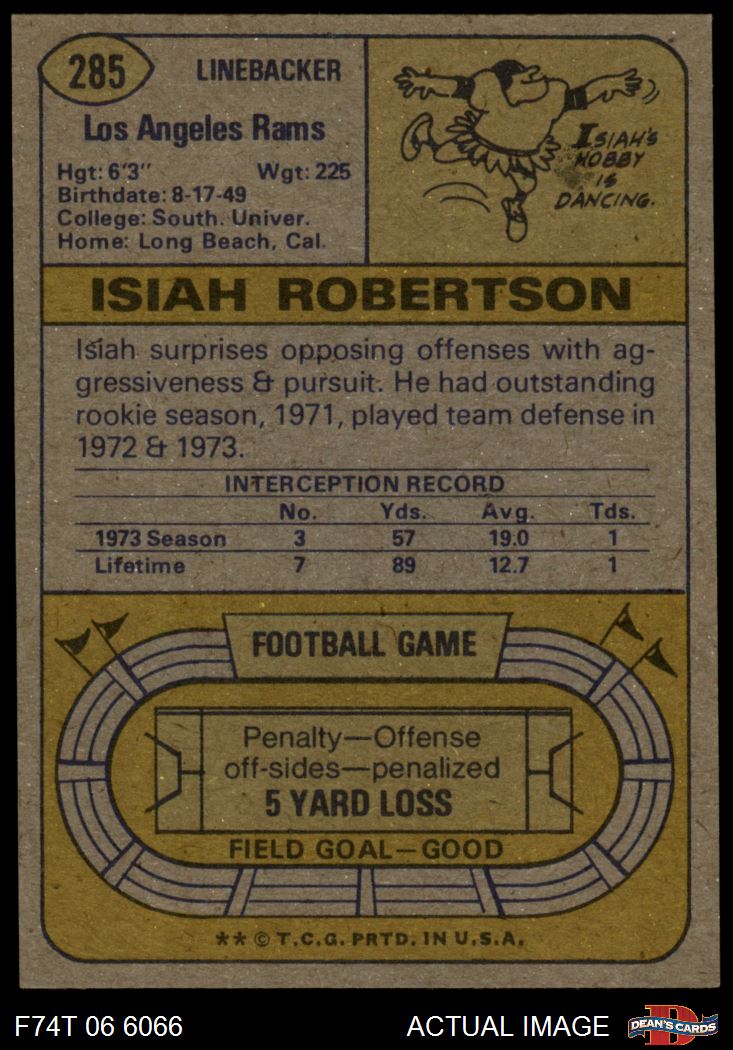 285
LINEBACKER
Los Angeles Rams
Hgt: 6'3" Wgt: 225
Birthdate: 8-17-49
College: South. Univer.
Home: Long Beach, Cal.
ISIAH'S
HOBBY
IS
DANCING.
ISIAH ROBERTSON
Isiah surprises opposing offenses with ag-
gressiveness & pursuit. He had outstanding
rookie season, 1971, played team defense in
1972 & 1973.
INTERCEPTION RECORD
No. Yds. Avg. Tds.
1973 Season 3 57 19.0 1
Lifetime 7 89 12.7 1
FOOTBALL GAME
Penalty—Offense
off-sides—penalized
5 YARD LOSS
FIELD GOAL—GOOD
** © T.C.G. PRTD. IN U.S.A.
F74T 06 6066 ACTUAL IMAGE
D
DEAN'S CARDS